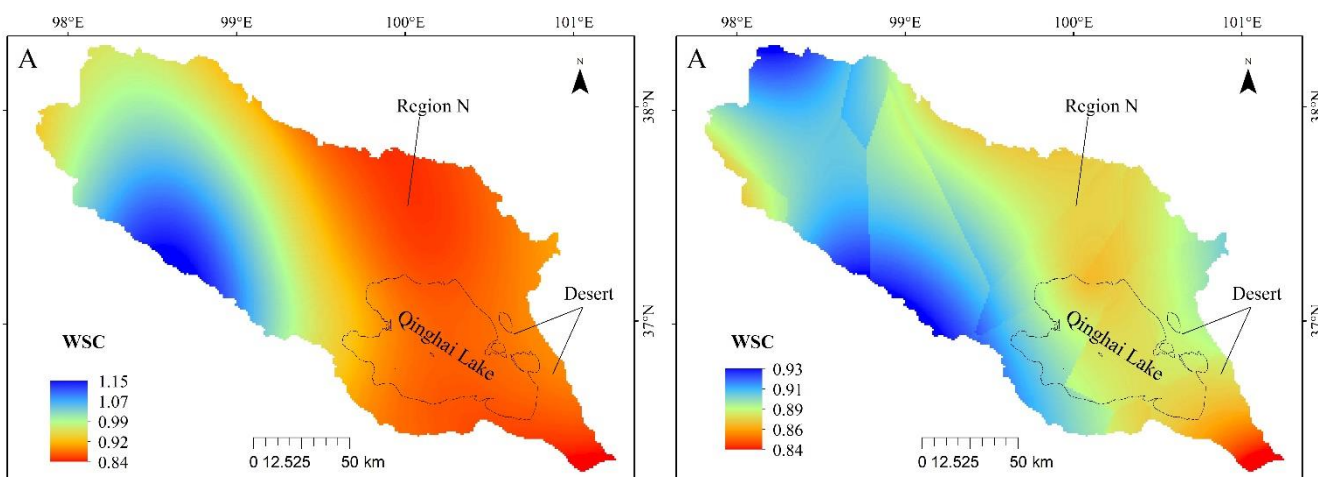 98°E 99°E 100°E 101°E
A
N
Region N
38°N
Desert
37°N
Qinghai Lake
WSC
1.15
1.07
0.99
0.92
0.84
0 12.525 50 km
98°E 99°E 100°E 101°E
A
N
Region N
38°N
Desert
37°N
Qinghai Lake
WSC
0.93
0.91
0.89
0.86
0.84
0 12.525 50 km